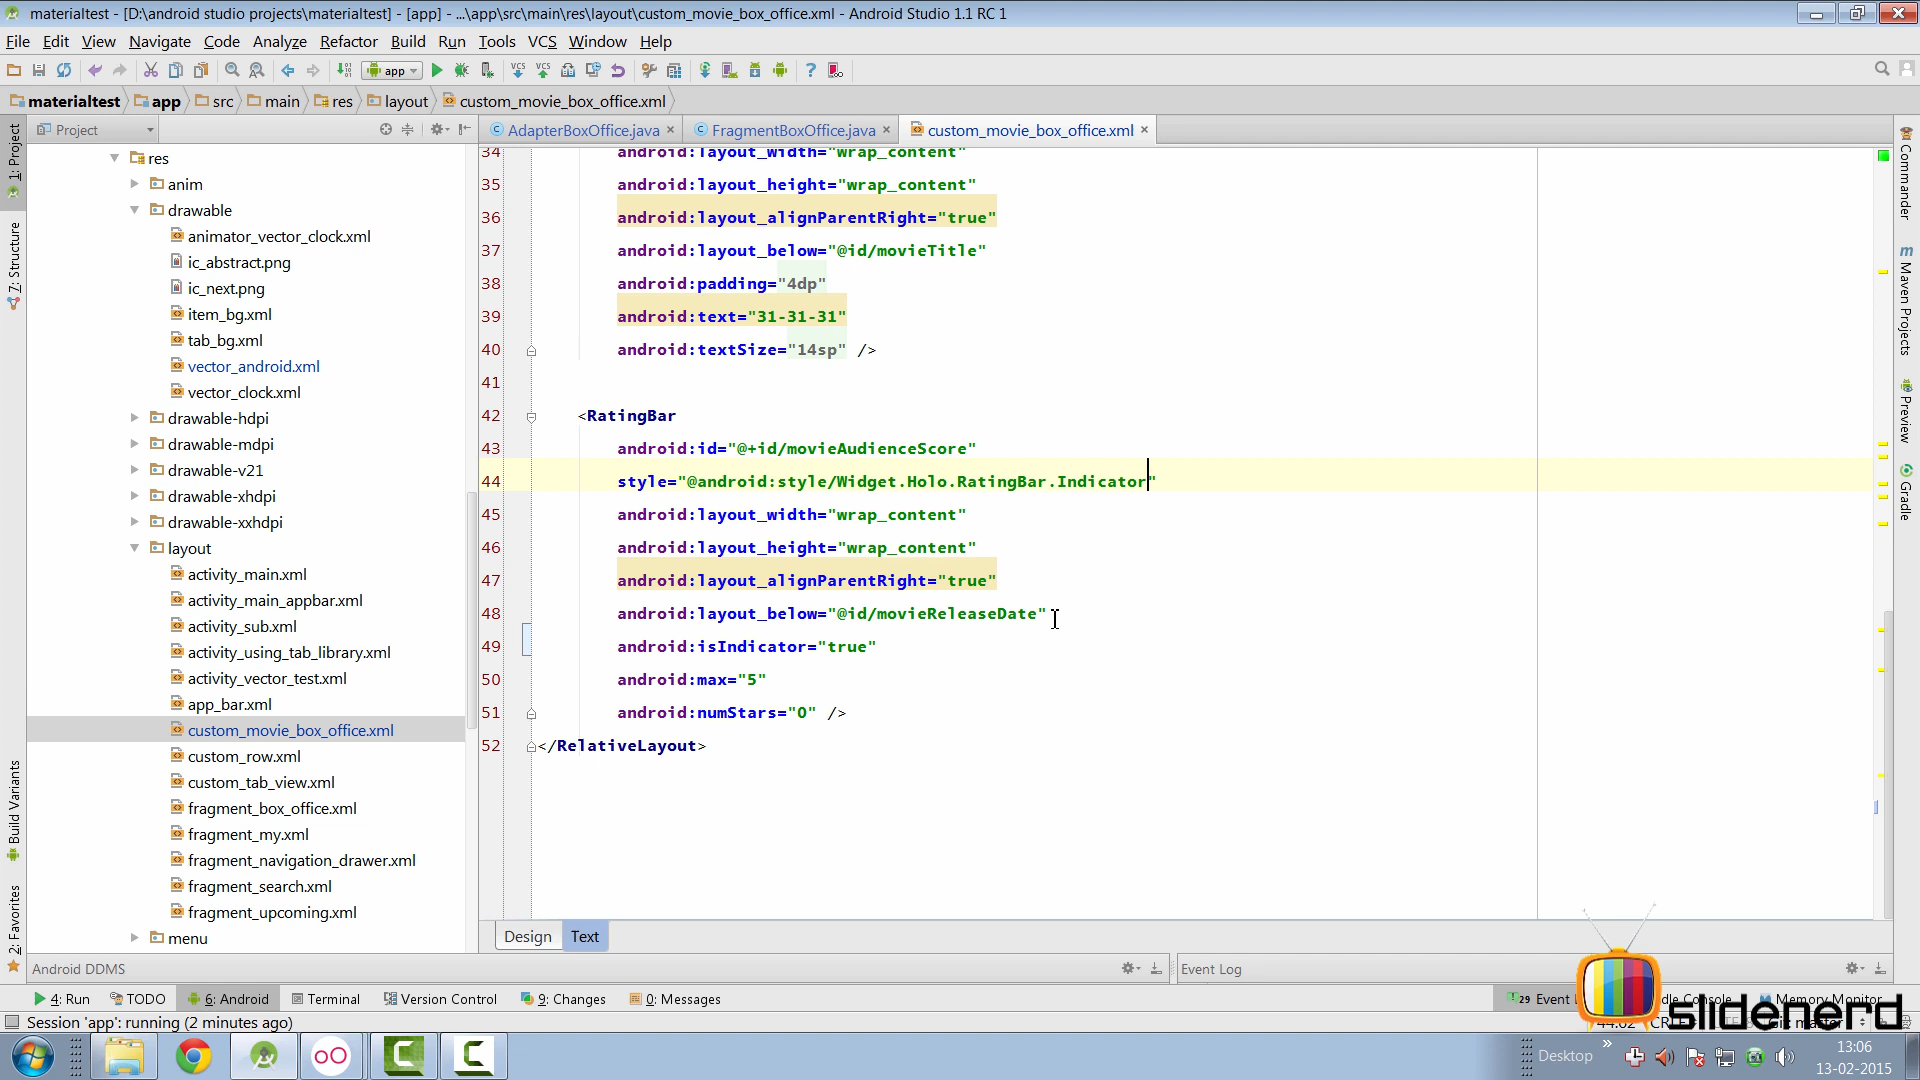 materialtest - [D:\android studio projects\materialtest] - [app] - ...\app\src\main\res\layout\custom_movie_box_office.xml - Android Studio 1.1 RC 1
File Edit View Navigate Code Analyze Refactor Build Run Tools VCS Window Help
app
materialtest app src main res layout custom_movie_box_office.xml
Project
AdapterBoxOffice.java FragmentBoxOffice.java custom_movie_box_office.xml
1: Project
7: Structure
Build Variants
2: Favorites
res
anim
drawable
animator_vector_clock.xml
ic_abstract.png
ic_next.png
item_bg.xml
tab_bg.xml
vector_android.xml
vector_clock.xml
drawable-hdpi
drawable-mdpi
drawable-v21
drawable-xhdpi
drawable-xxhdpi
layout
activity_main.xml
activity_main_appbar.xml
activity_sub.xml
activity_using_tab_library.xml
activity_vector_test.xml
app_bar.xml
custom_movie_box_office.xml
custom_row.xml
custom_tab_view.xml
fragment_box_office.xml
fragment_my.xml
fragment_navigation_drawer.xml
fragment_search.xml
fragment_upcoming.xml
menu
34 android:layout_width="wrap_content"
35 android:layout_height="wrap_content"
36 android:layout_alignParentRight="true"
37 android:layout_below="@id/movieTitle"
38 android:padding="4dp"
39 android:text="31-31-31"
40 android:textSize="14sp" />
41
42 <RatingBar
43 android:id="@+id/movieAudienceScore"
44 style="@android:style/Widget.Holo.RatingBar.Indicator"
45 android:layout_width="wrap_content"
46 android:layout_height="wrap_content"
47 android:layout_alignParentRight="true"
48 android:layout_below="@id/movieReleaseDate"
49 android:isIndicator="true"
50 android:max="5"
51 android:numStars="0" />
52 </RelativeLayout>
Commander
Maven Projects
Preview
Gradle
Design Text
Android DDMS
Event Log
4: Run TODO 6: Android Terminal Version Control 9: Changes 0: Messages
29 Event
Console Memory Monitor
Session 'app': running (2 minutes ago)
slidenerd
Desktop
13:06
13-02-2015